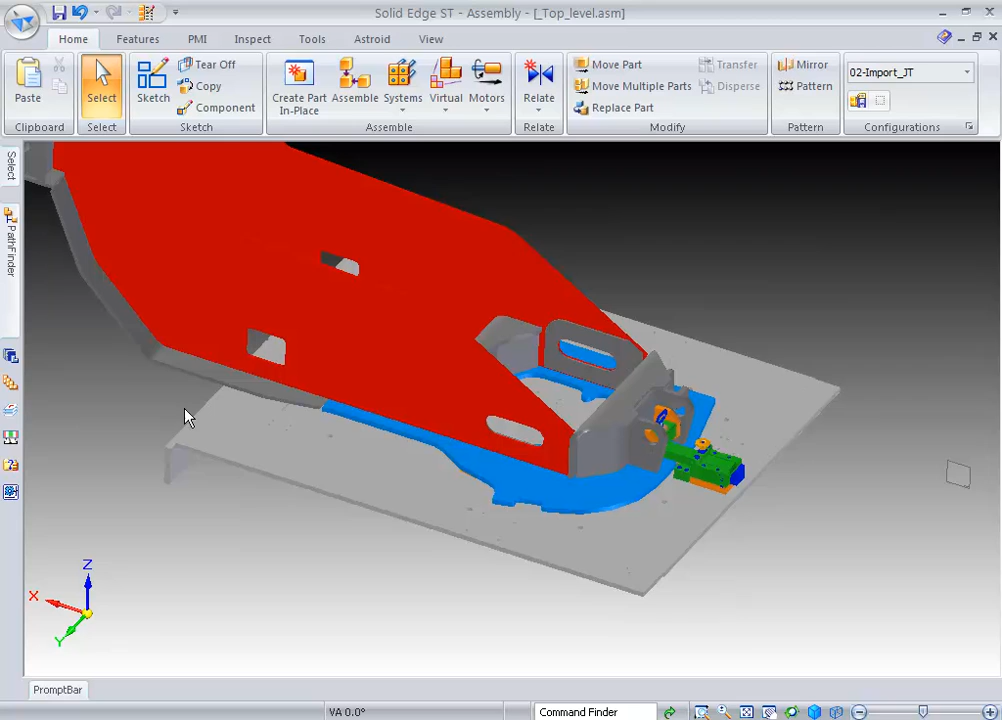 Solid Edge ST - Assembly - [_Top_level.asm]
Home Features PMI Inspect Tools Astroid View
Paste
Clipboard
Select
Select
Sketch
Tear Off
Copy
Component
Sketch
Create Part
In-Place
Assemble
Systems
Virtual
Motors
Assemble
Relate
Relate
Move Part
Move Multiple Parts
Replace Part
Transfer
Disperse
Modify
Mirror
Pattern
Pattern
02-Import_JT
Configurations
Select
PathFinder
Z
X
Y
PromptBar
VA 0.0°
Command Finder